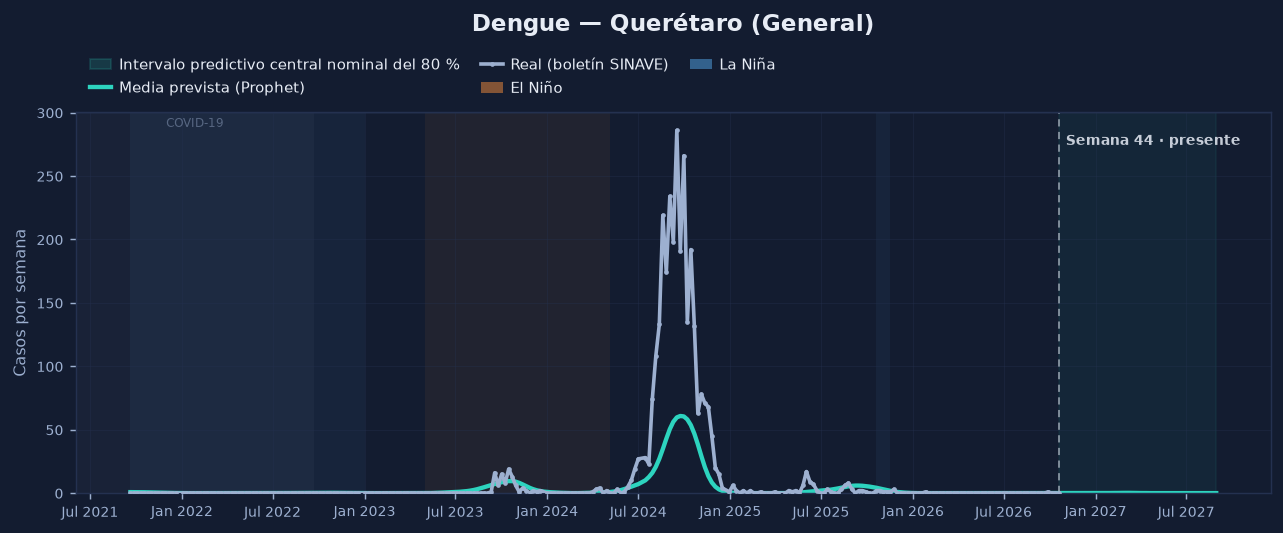 Dengue — Querétaro (General)
Intervalo predictivo central nominal del 80 %
Real (boletín SINAVE)
La Niña
Media prevista (Prophet)
El Niño
COVID-19
Semana 44 · presente
Casos por semana
300
250
200
150
100
50
0
Jul 2021
Jan 2022
Jul 2022
Jan 2023
Jul 2023
Jan 2024
Jul 2024
Jan 2025
Jul 2025
Jan 2026
Jul 2026
Jan 2027
Jul 2027